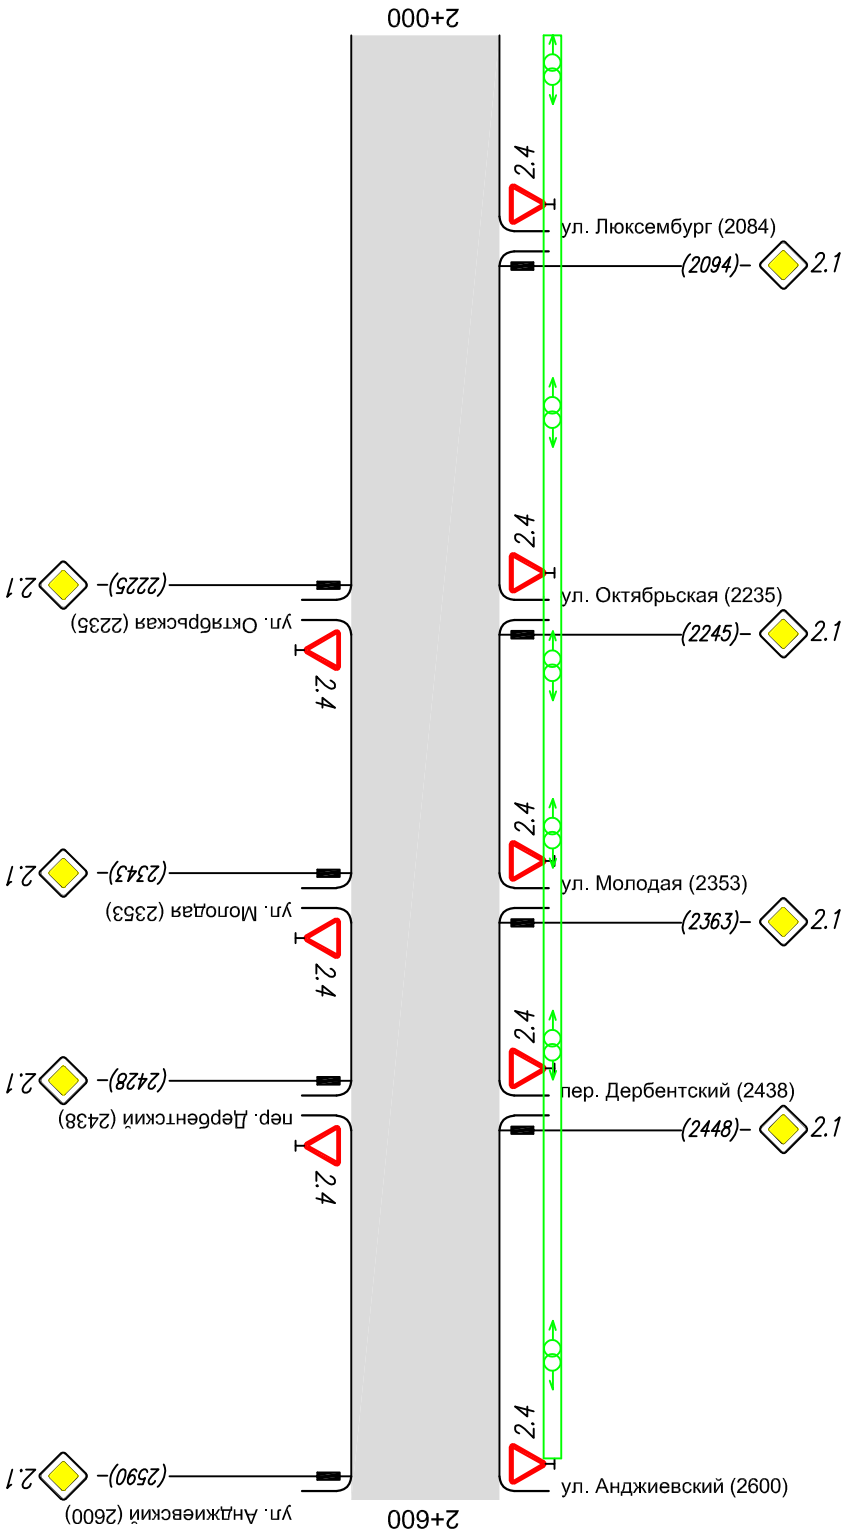 2+000
2.4
ул. Люксембург (2084)
(2094)
2.1
2.4
2.1
(2225)
ул. Октябрьская (2235)
ул. Октябрьская (2235)
(2245)
2.1
2.4
2.4
2.1
(2343)
ул. Молодая (2353)
ул. Молодая (2353)
(2363)
2.1
2.4
2.4
2.1
(2428)
пер. Дербентский (2438)
пер. Дербентский (2438)
(2448)
2.1
2.4
2.4
2.1
(2590)
ул. Анджиевский (2600)
ул. Анджиевский (2600)
2+600